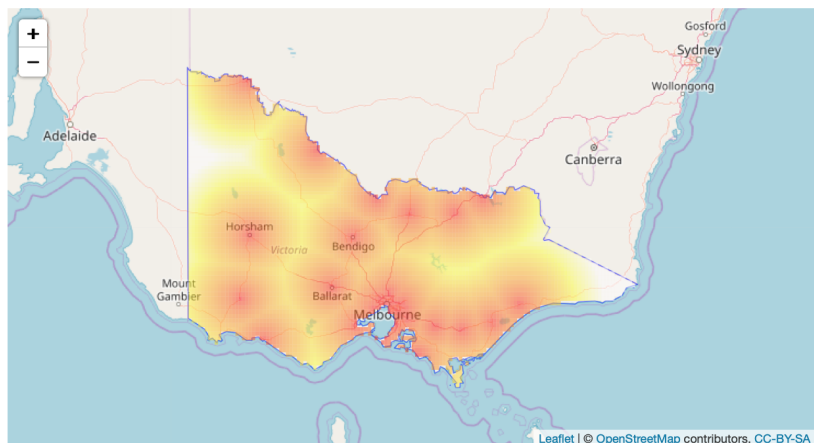 +
−
Gosford
Sydney
Wollongong
Adelaide
Canberra
Horsham
Victoria
Bendigo
Mount
Gambier
Ballarat
Melbourne
Leaflet | © OpenStreetMap contributors, CC-BY-SA